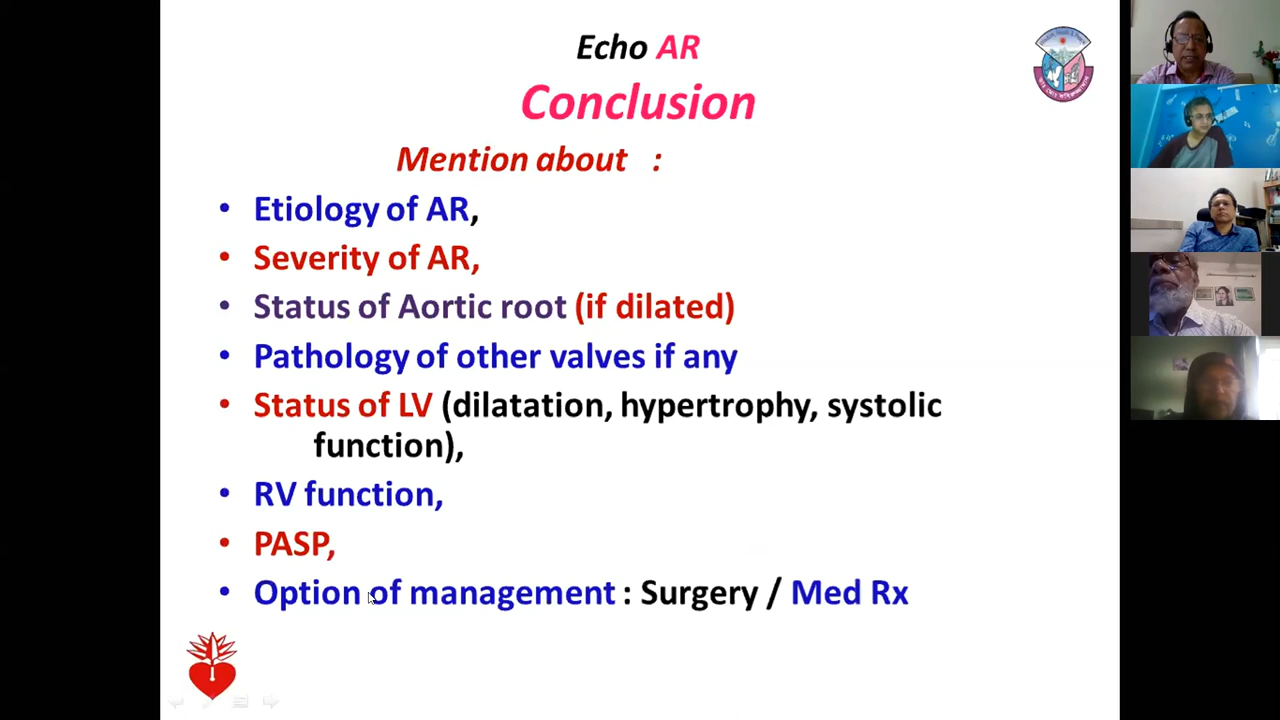 Echo AR
Conclusion
Mention about :
• Etiology of AR,
• Severity of AR,
• Status of Aortic root (if dilated)
• Pathology of other valves if any
• Status of LV (dilatation, hypertrophy, systolic
function),
• RV function,
• PASP,
• Option of management : Surgery / Med Rx